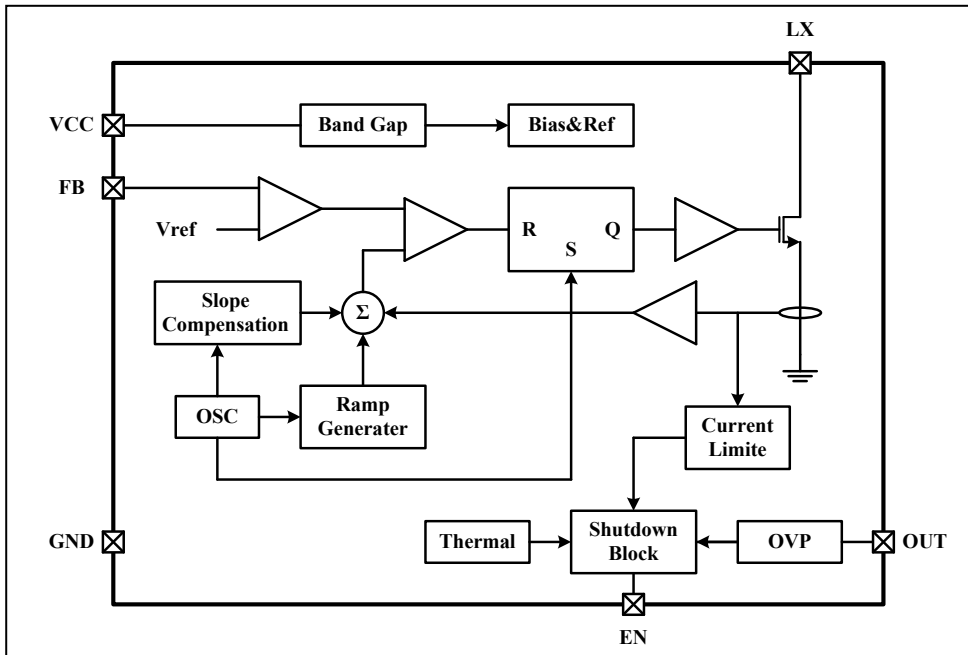 LX
VCC
Band Gap
Bias&Ref
FB
Vref
R
Q
S
Slope
Compensation
Σ
OSC
Ramp
Generater
Current
Limite
GND
Thermal
Shutdown
Block
OVP
OUT
EN